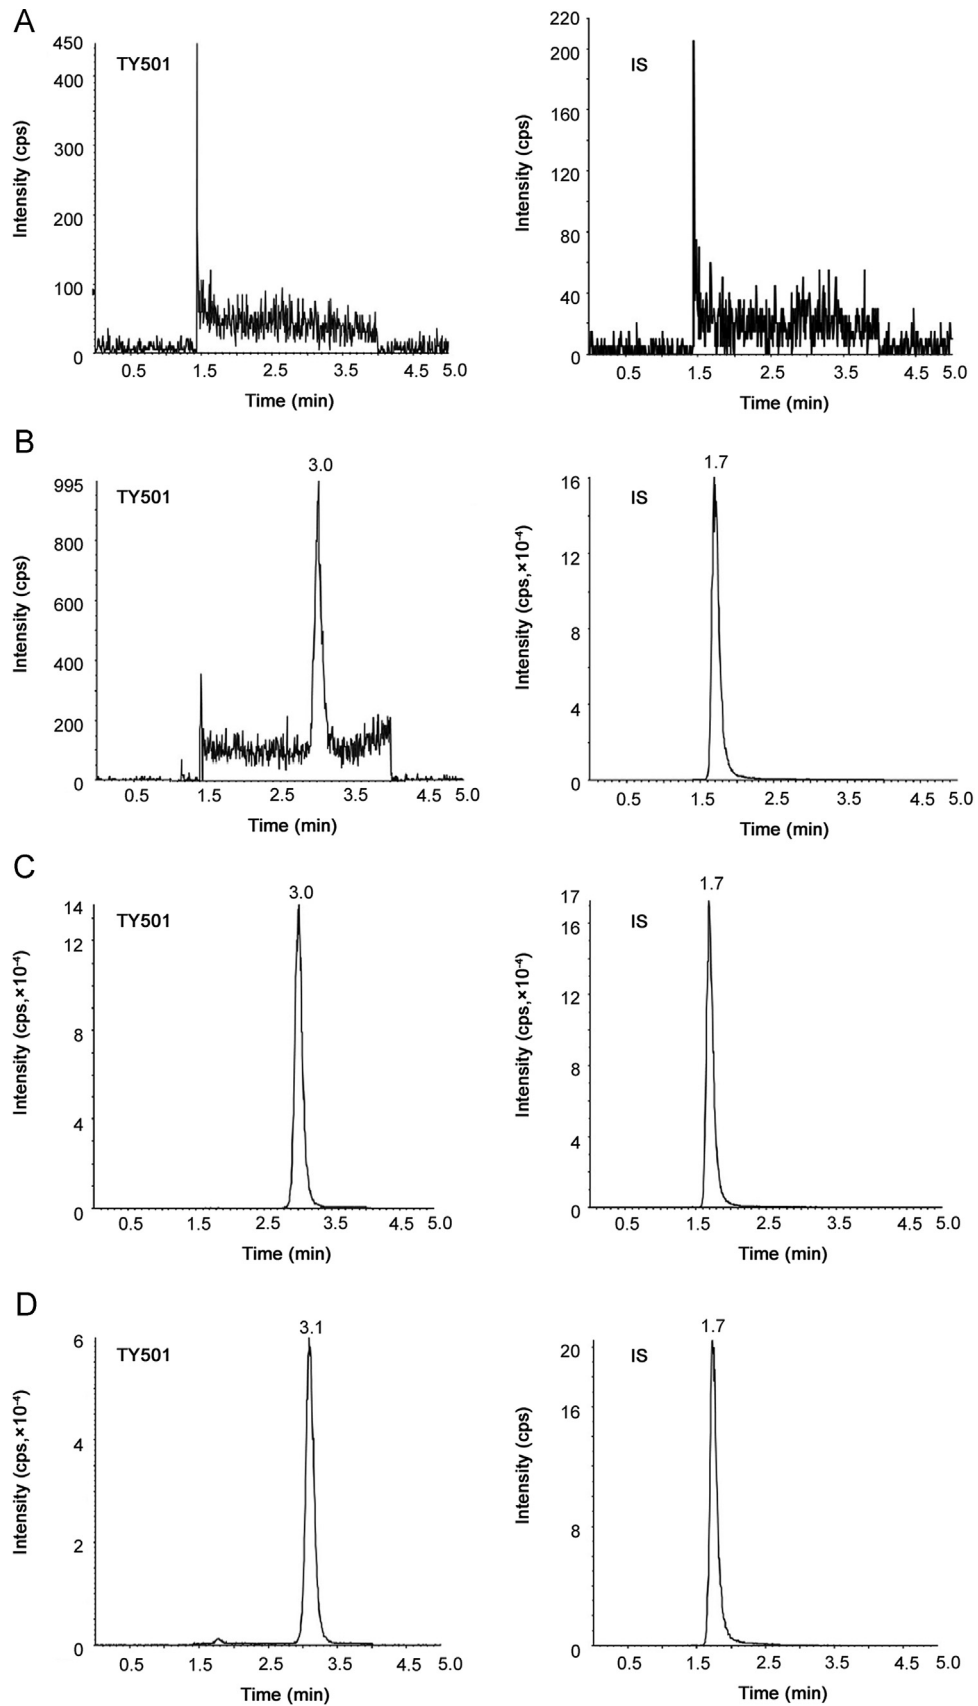 A
TY501
Intensity (cps)
450
400
300
200
100
0
0.5 1.5 2.5 3.5 4.5 5.0
Time (min)
IS
Intensity (cps)
220
200
160
120
80
40
0
0.5 1.5 2.5 3.5 4.5 5.0
Time (min)
B
3.0
TY501
Intensity (cps)
995
800
600
400
200
0
0.5 1.5 2.5 3.5 4.5 5.0
Time (min)
1.7
IS
Intensity (cps,×10⁻⁴)
16
12
8
4
0
0.5 1.5 2.5 3.5 4.5 5.0
Time (min)
C
3.0
TY501
Intensity (cps,×10⁻⁴)
14
12
8
4
0
0.5 1.5 2.5 3.5 4.5 5.0
Time (min)
1.7
IS
Intensity (cps,×10⁻⁴)
17
16
12
8
4
0
0.5 1.5 2.5 3.5 4.5 5.0
Time (min)
D
3.1
TY501
Intensity (cps,×10⁻⁴)
6
4
2
0
0.5 1.5 2.5 3.5 4.5 5.0
Time (min)
1.7
IS
Intensity (cps)
20
16
8
0
0.5 1.5 2.5 3.5 4.5 5.0
Time (min)